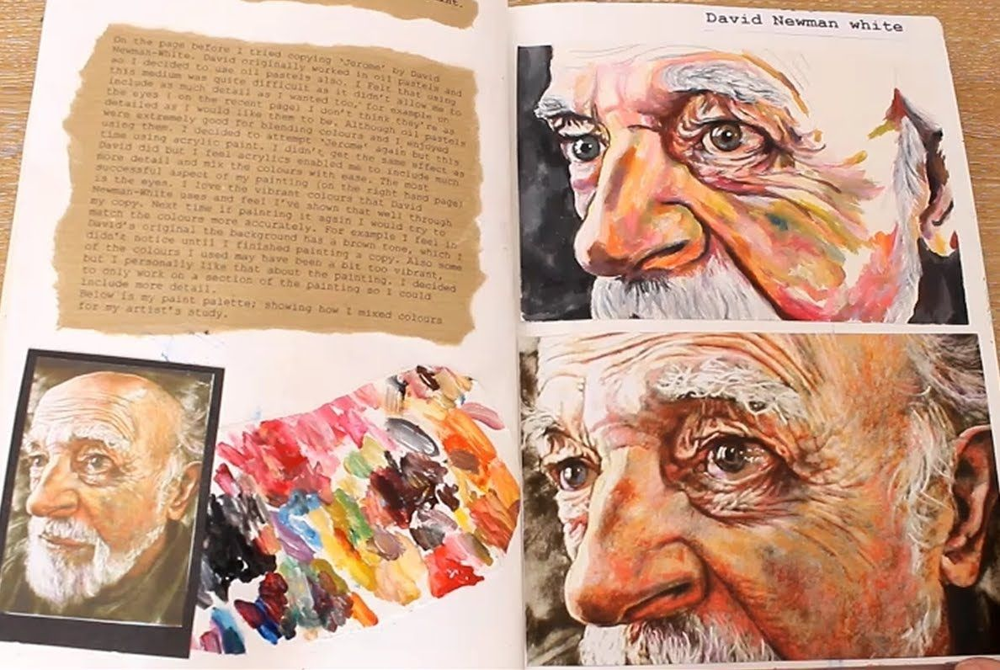 ant.
On the page before I tried copying 'Jerome' by David
Newman-White. David originally worked in oil pastels and
so I decided to use oil pastels also. I felt that using
this medium was quite difficult as it didn't allow me to
include as much detail as I wanted too, for example on
the eyes ( on the recent page) I don't think they're as
detailed as I would like them to be. Although oil pastels
were extremely good for blending colours and I enjoyed
using them. I decided to attempt 'Jerome' again but this
time using acrylic paint. I didn't get the same effect as
David did but I feel acrylics enabled me to include much
more detail and mix the colours with ease. The most
successful aspect of my painting (on the right hand page)
is the eyes. I love the vibrant colours that David
Newman-White uses and feel I've shown that well through
my copy. Next time if painting it again I would try to
match the colours more accurately. For example I feel in
David's original the background has a brown tone, which I
didn't notice until I finished painting a copy. Also some
of the colours I used may have been a bit too vibrant,
but I personally like that about the painting. I decided
to only work on a section of the painting so I could
include more detail.
Below is my paint palette; showing how I mixed colours
for my artist's study.
David Newman white